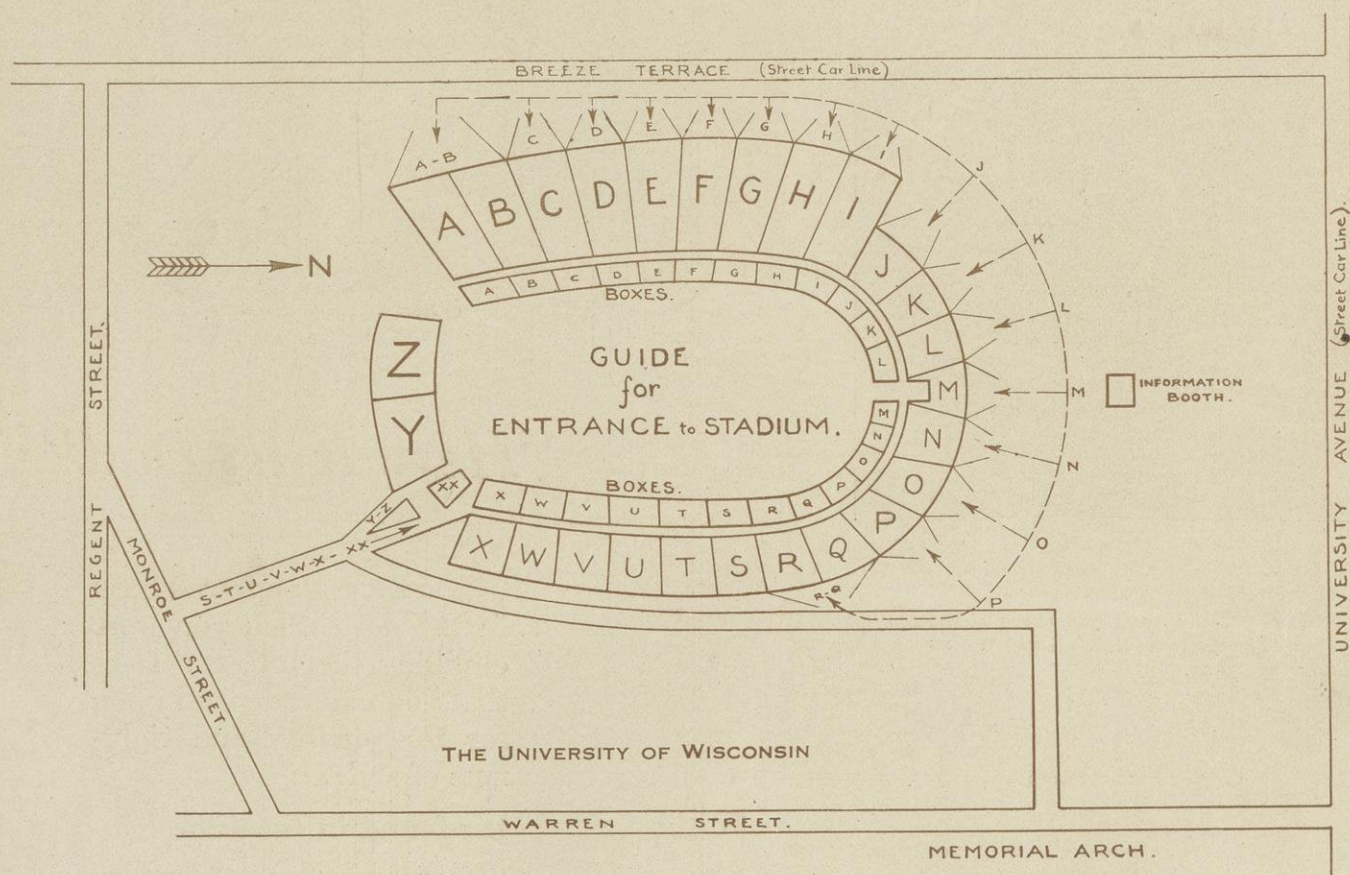 BREEZE TERRACE (Street Car Line)
A-B
C
D
E
F
G
H
I
J
K
L
M
N
O
P
R-Q
A
B
C
D
E
F
G
H
I
J
K
L
M
N
O
P
Q
R
S
T
U
V
W
X
Y
Z
A
B
C
D
E
F
G
H
I
J
K
L
M
N
O
P
Q
R
S
T
U
V
W
X
XX
BOXES.
N
GUIDE
for
ENTRANCE to STADIUM.
BOXES.
INFORMATION
BOOTH.
Y-Z
S-T-U-V-W-X-XX
REGENT STREET.
MONROE STREET.
UNIVERSITY AVENUE (Street Car Line).
THE UNIVERSITY OF WISCONSIN
WARREN STREET.
MEMORIAL ARCH.